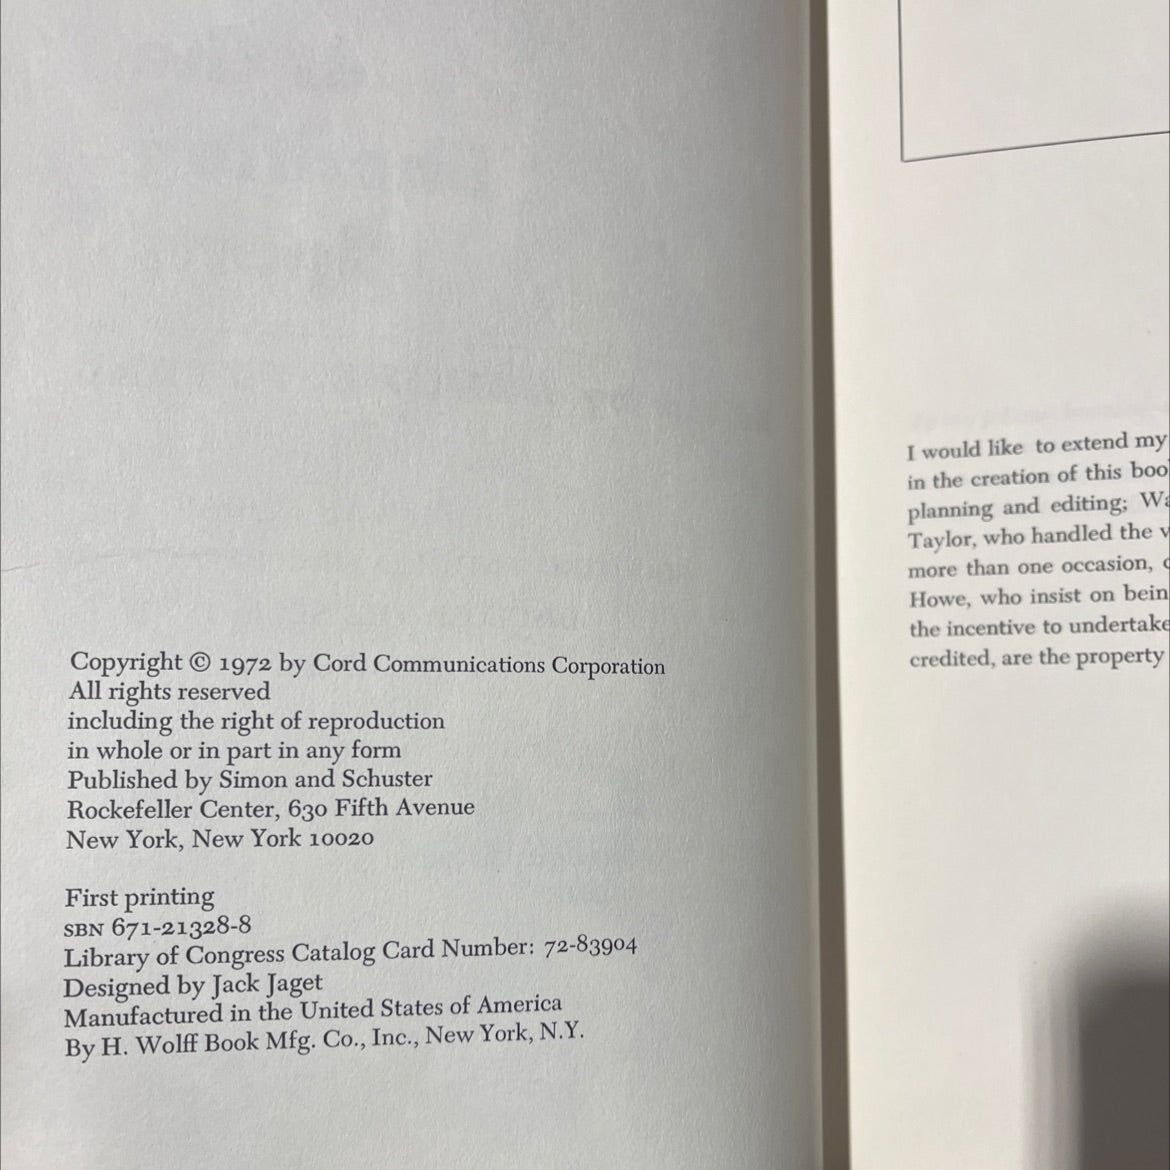 Copyright © 1972 by Cord Communications Corporation
All rights reserved
including the right of reproduction
in whole or in part in any form
Published by Simon and Schuster
Rockefeller Center, 630 Fifth Avenue
New York, New York 10020
First printing
SBN 671-21328-8
Library of Congress Catalog Card Number: 72-83904
Designed by Jack Jaget
Manufactured in the United States of America
By H. Wolff Book Mfg. Co., Inc., New York, N.Y.
I would like to extend my
in the creation of this boo
planning and editing; Wa
Taylor, who handled the v
more than one occasion,
Howe, who insist on bein
the incentive to undertake
credited, are the property